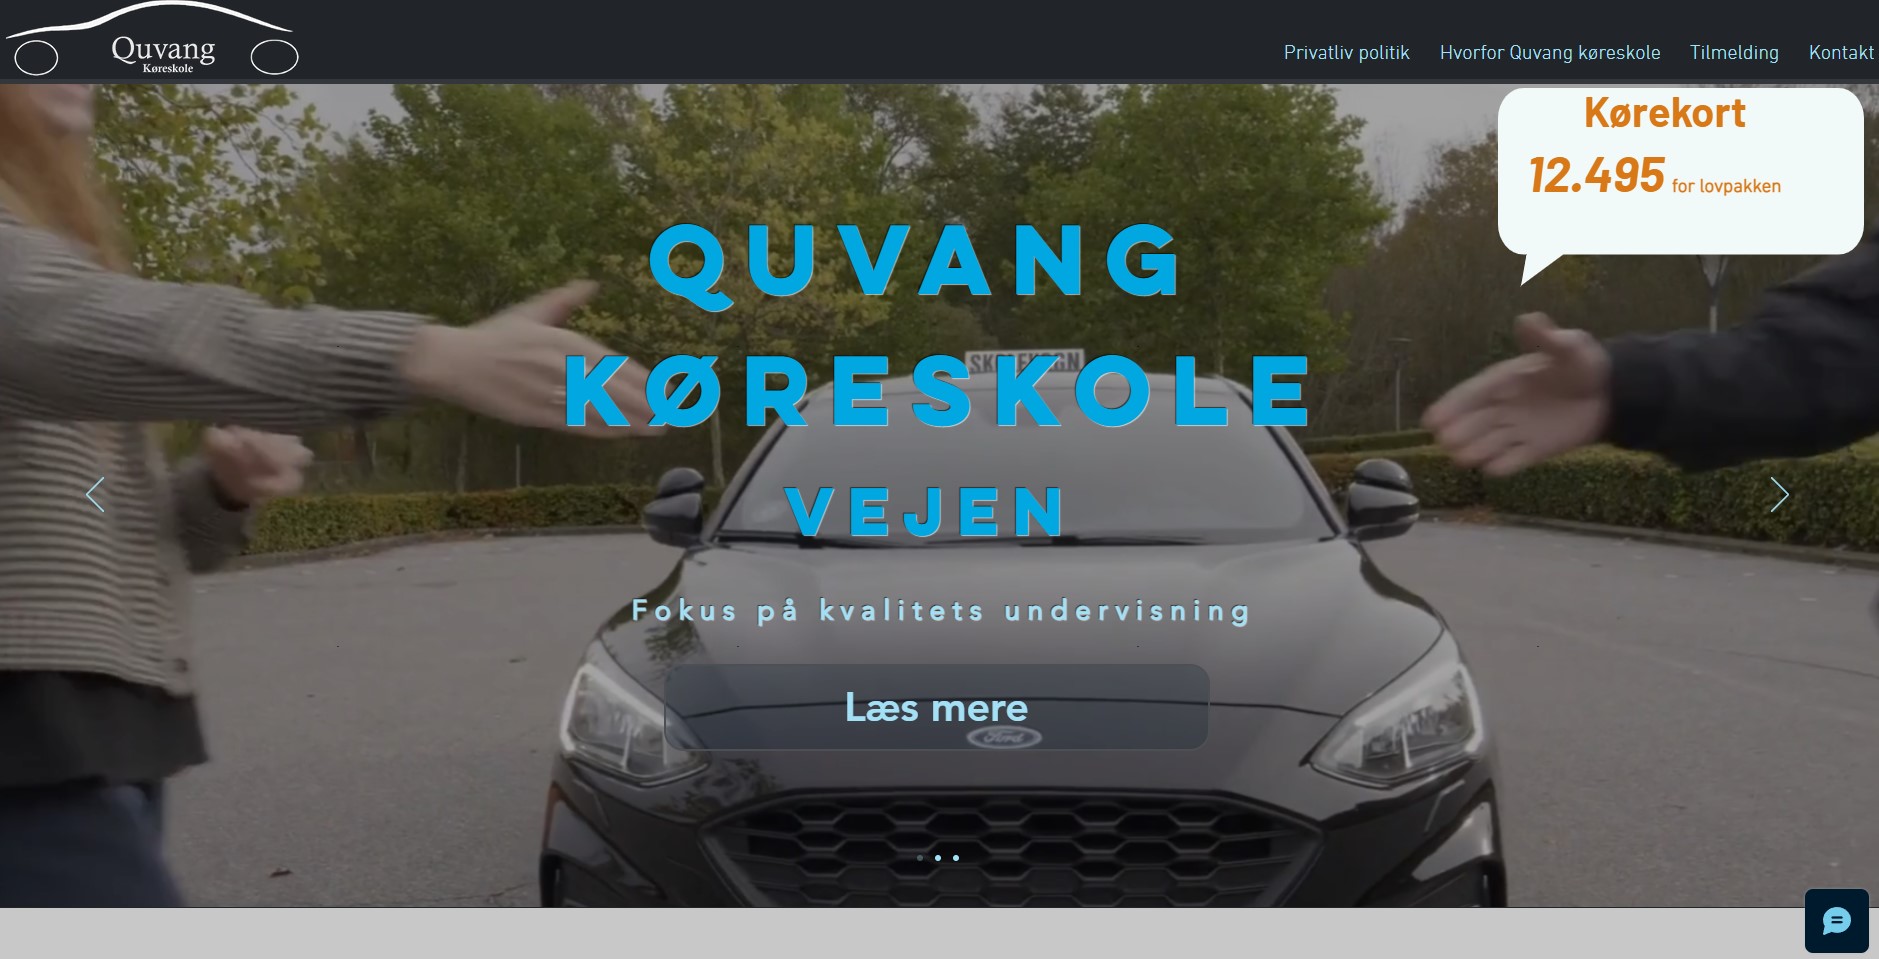 Quvang
Køreskole
Privatliv politik
Hvorfor Quvang køreskole
Tilmelding
Kontakt
Kørekort
12.495 for lovpakken
QUVANG
KØRESKOLE
VEJEN
Fokus på kvalitets undervisning
Læs mere
Ford